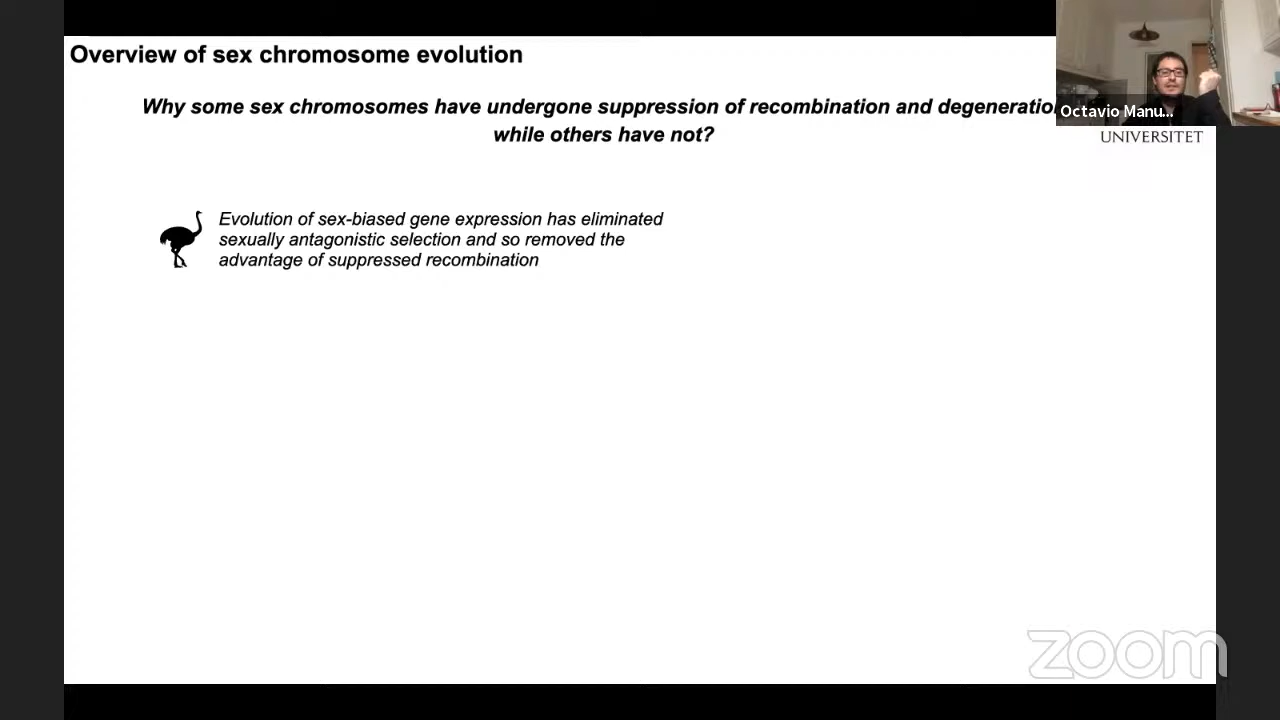 Overview of sex chromosome evolution
Why some sex chromosomes have undergone suppression of recombination and degeneration
while others have not?
Octavio Manu...
UNIVERSITET
Evolution of sex-biased gene expression has eliminated
sexually antagonistic selection and so removed the
advantage of suppressed recombination
zoom